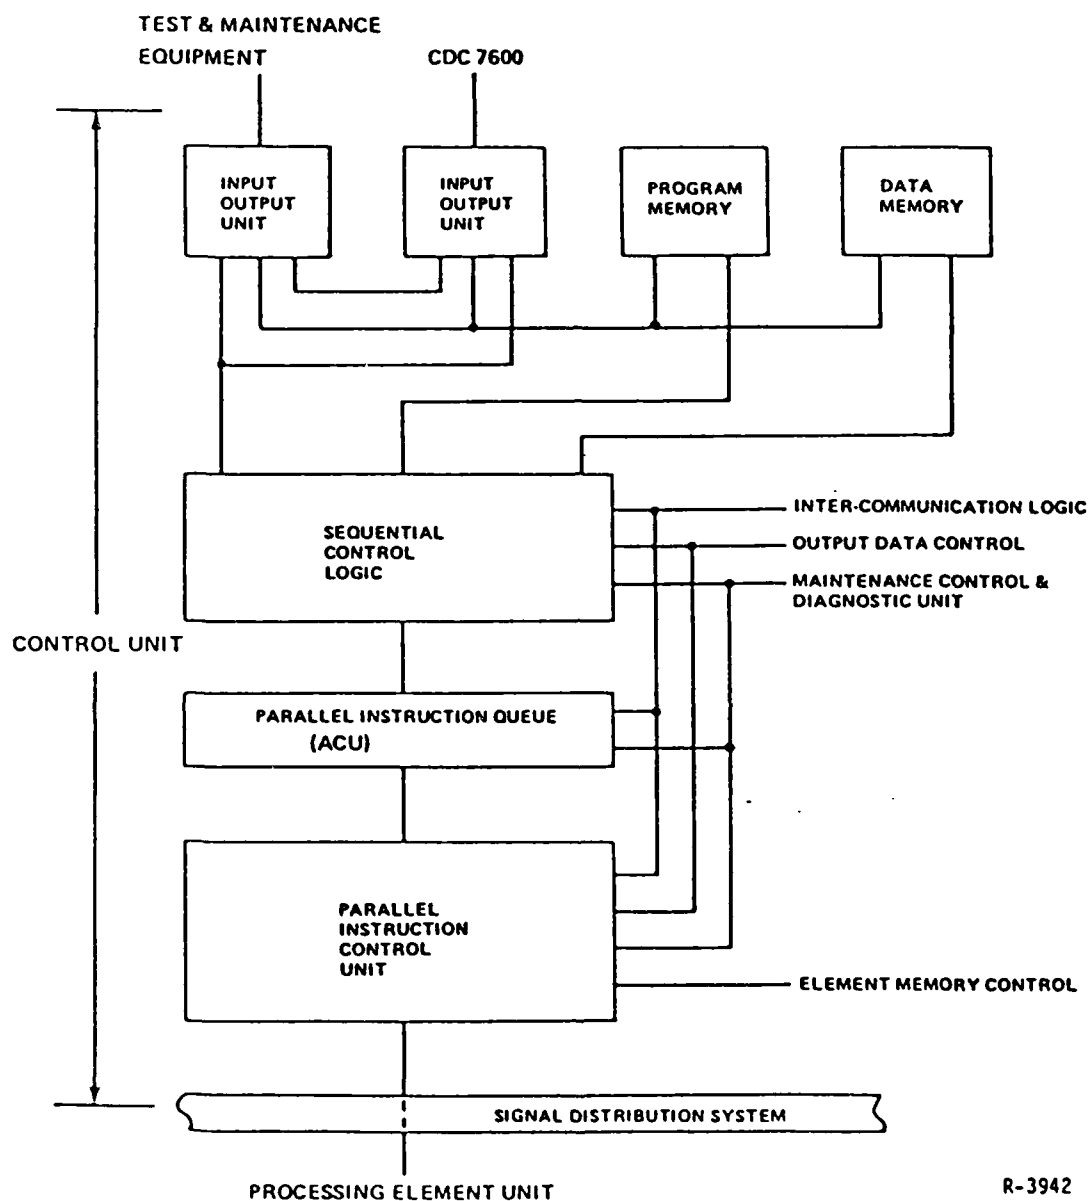 TEST & MAINTENANCE
EQUIPMENT
CDC 7600
INPUT
OUTPUT
UNIT
INPUT
OUTPUT
UNIT
PROGRAM
MEMORY
DATA
MEMORY
SEQUENTIAL
CONTROL
LOGIC
INTER-COMMUNICATION LOGIC
OUTPUT DATA CONTROL
MAINTENANCE CONTROL &
DIAGNOSTIC UNIT
CONTROL UNIT
PARALLEL INSTRUCTION QUEUE
(ACU)
PARALLEL
INSTRUCTION
CONTROL
UNIT
ELEMENT MEMORY CONTROL
SIGNAL DISTRIBUTION SYSTEM
PROCESSING ELEMENT UNIT
R-3942